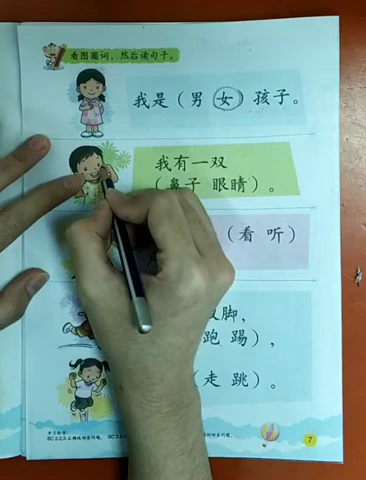 看图圈词，然后读句子。
我是（男 女）孩子。
我有一双
（鼻子 眼睛）。
（看 听）
双脚，
跑 踢），
（走 跳）。
7